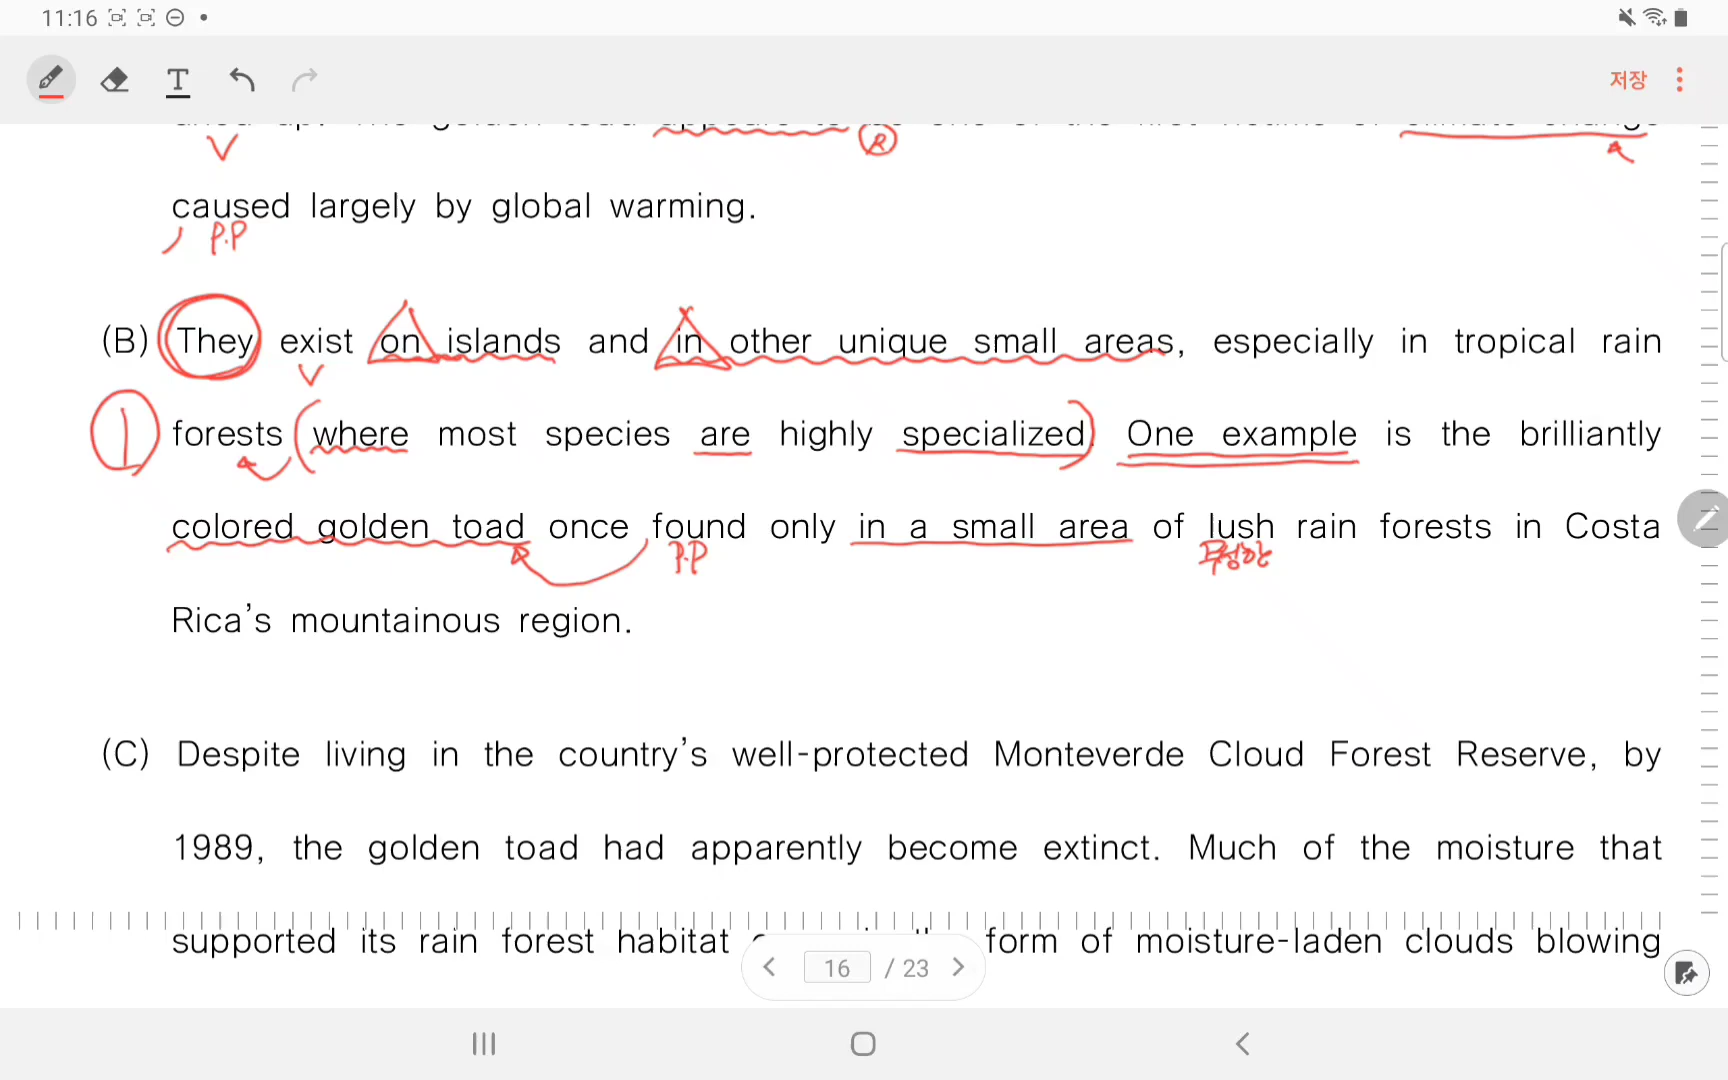 11:16
T
저장
V
R
caused largely by global warming.
P.P
(B) They exist on islands and in other unique small areas, especially in tropical rain
V
1
forests where most species are highly specialized. One example is the brilliantly
colored golden toad once found only in a small area of lush rain forests in Costa
P.P
무성한
Rica's mountainous region.
(C) Despite living in the country's well-protected Monteverde Cloud Forest Reserve, by
1989, the golden toad had apparently become extinct. Much of the moisture that
supported its rain forest habitat form of moisture-laden clouds blowing
16 / 23